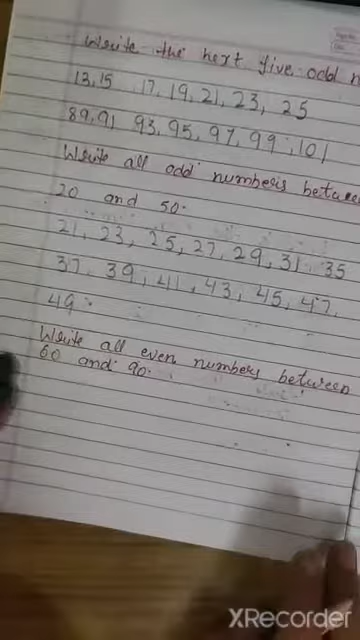 Write the next five odd n
13,15 17, 19, 21, 23, 25
89,91 93, 95, 97, 99, 101
Write all odd numbers between
20 and 50.
21, 23, 25, 27, 29, 31, 35
37, 39, 41, 43, 45, 47,
49.
Write all even numbers between
60 and 90.
XRecorder